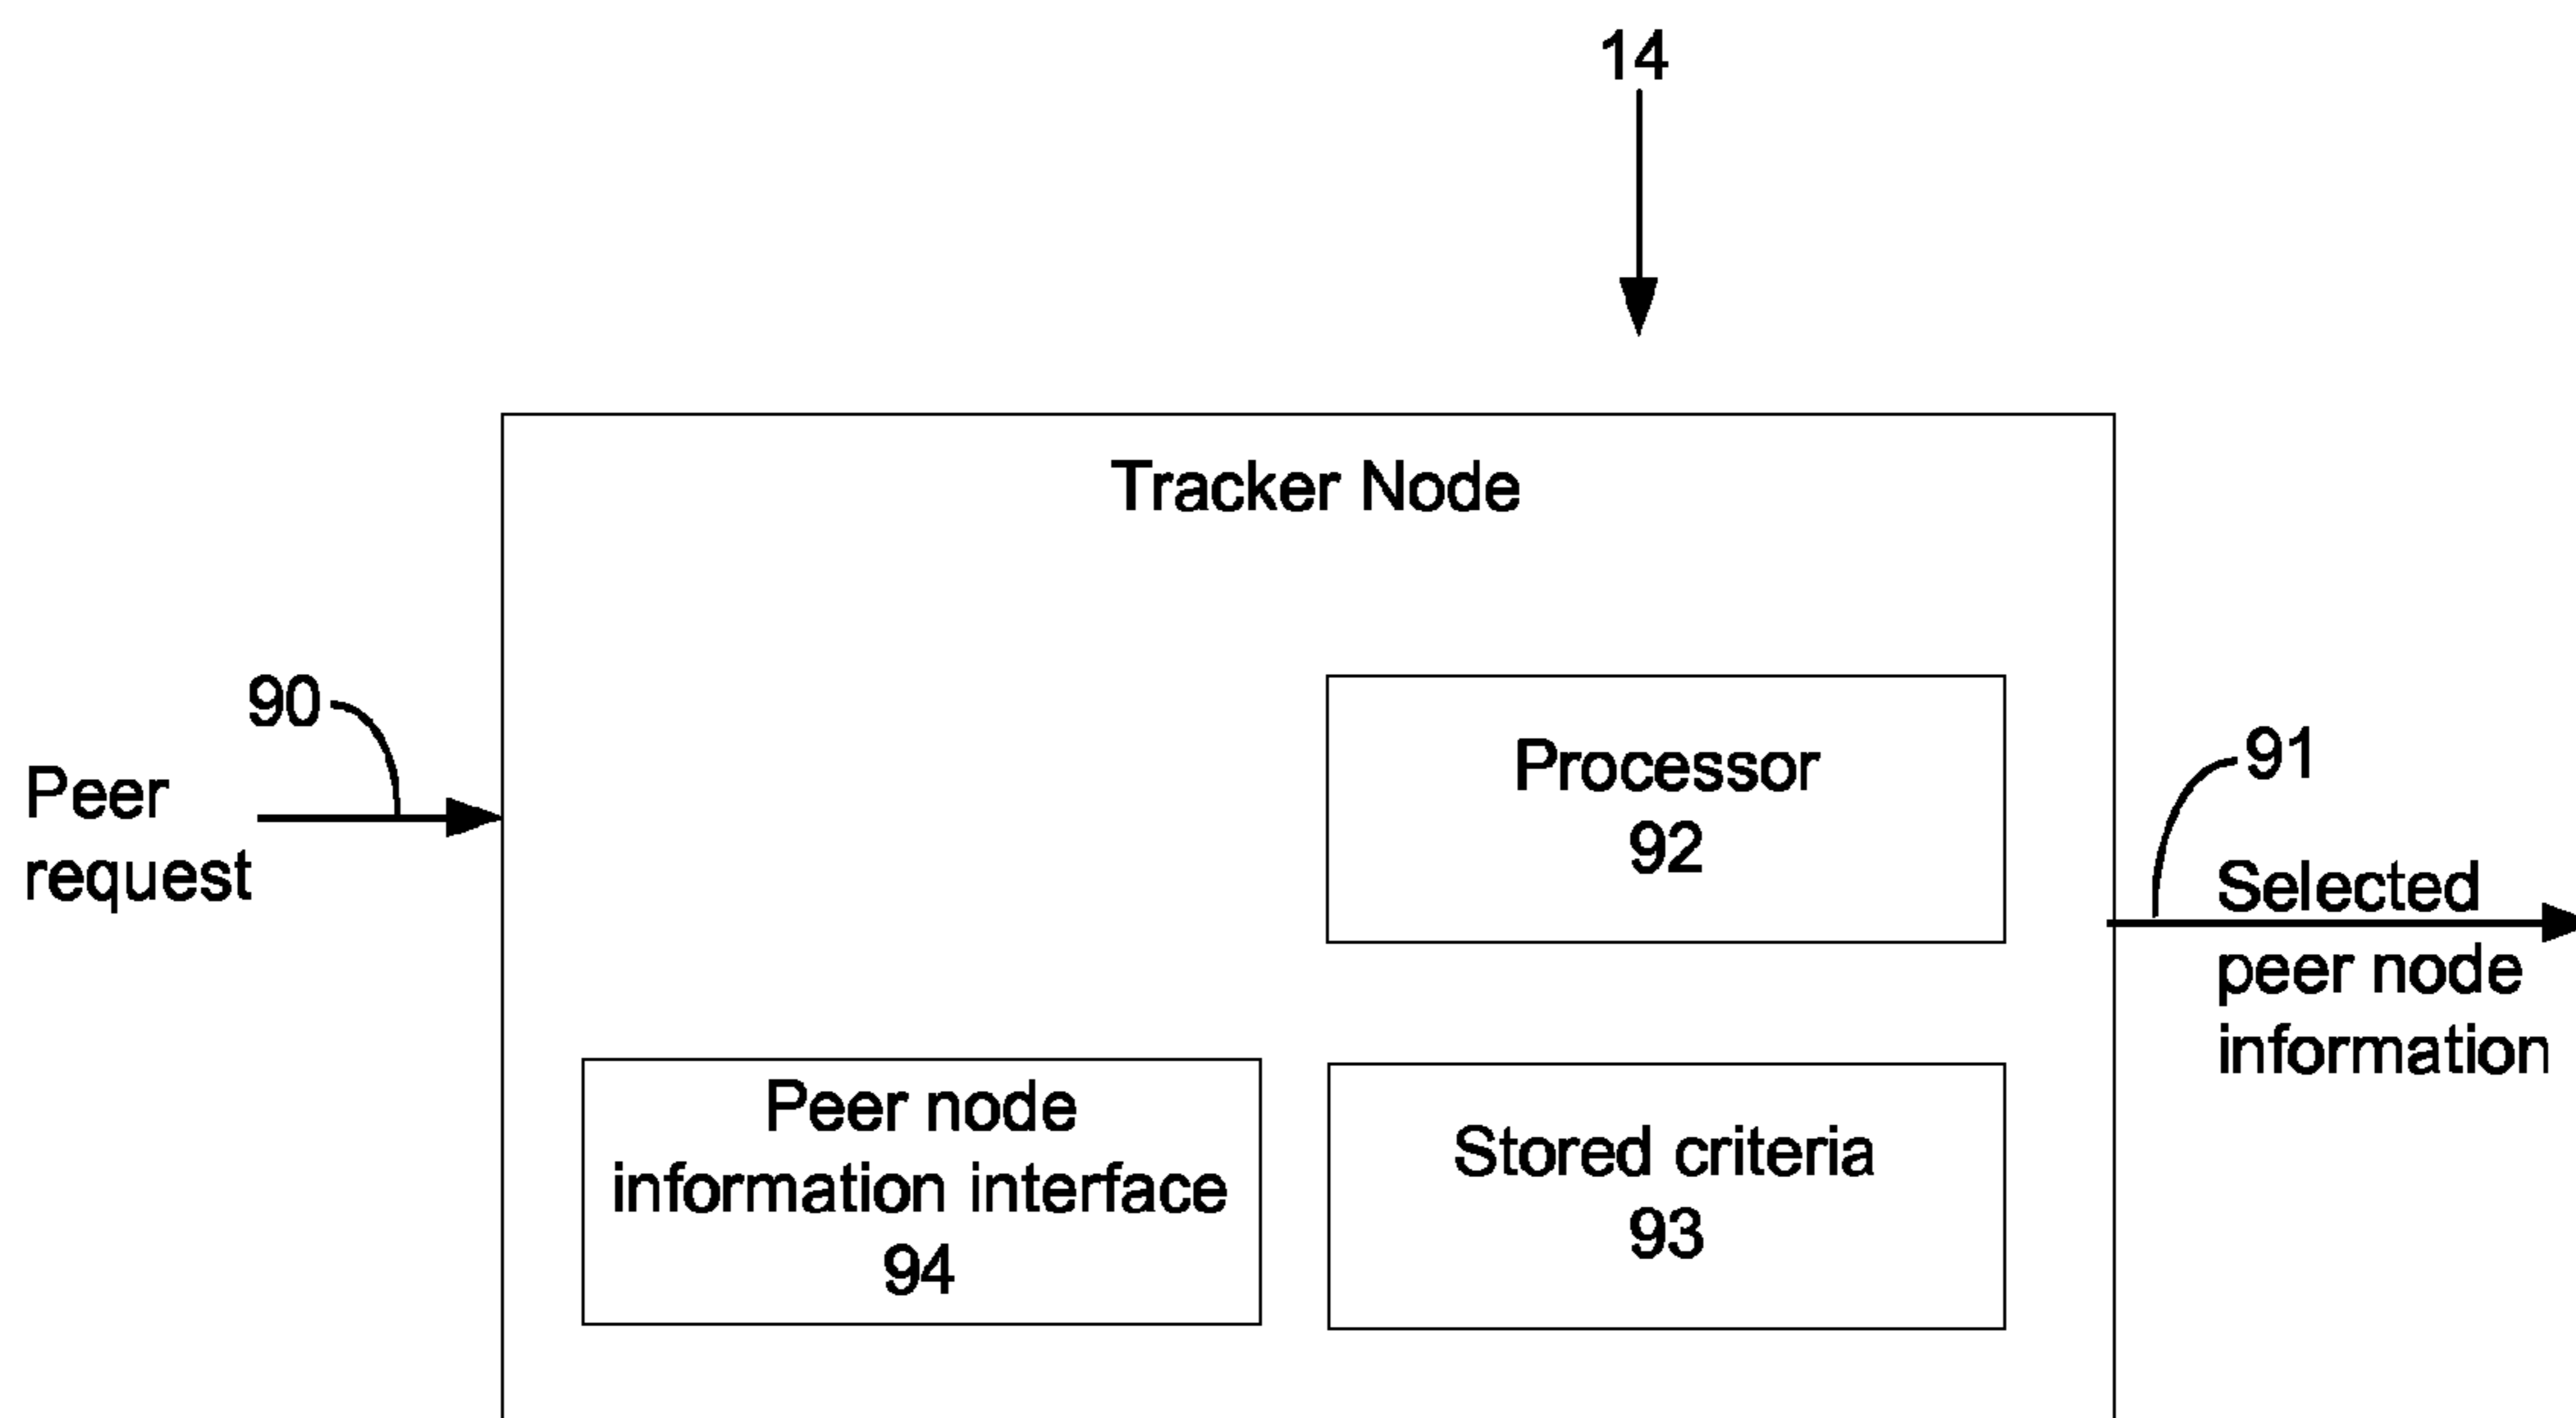 14
Tracker Node
90
Peer
request
Processor
92
91
Selected
peer node
information
Peer node
information interface
94
Stored criteria
93